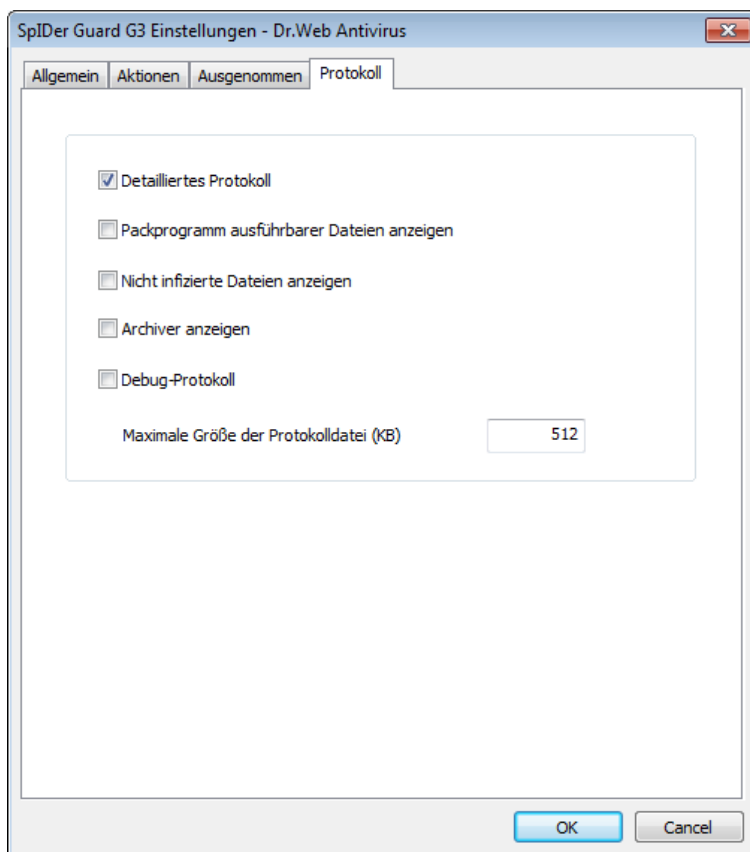 SpIDer Guard G3 Einstellungen - Dr.Web Antivirus
Allgemein Aktionen Ausgenommen Protokoll
Detailliertes Protokoll
Packprogramm ausführbarer Dateien anzeigen
Nicht infizierte Dateien anzeigen
Archiver anzeigen
Debug-Protokoll
Maximale Größe der Protokolldatei (KB) 512
OK Cancel